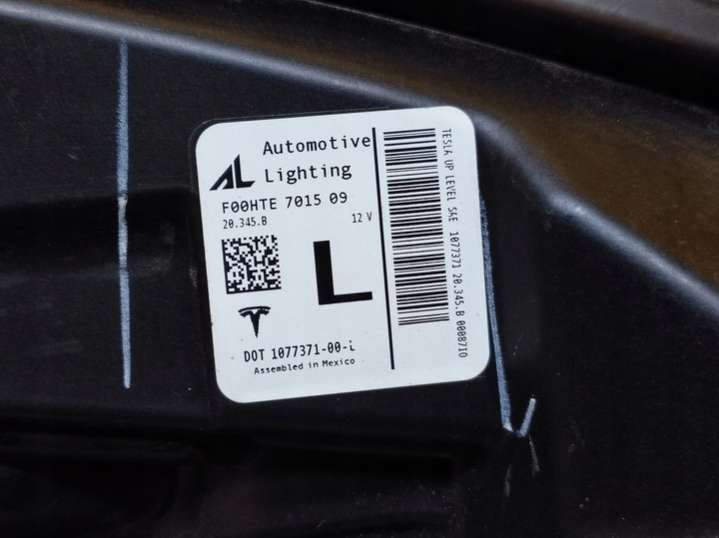 AL Automotive
Lighting
F00HTE 7015 09
20.345.B 12 V
L
DOT 1077371-00-L
Assembled in Mexico
TESLA UP LEVEL SAE 1077371 20.345.B 0008710